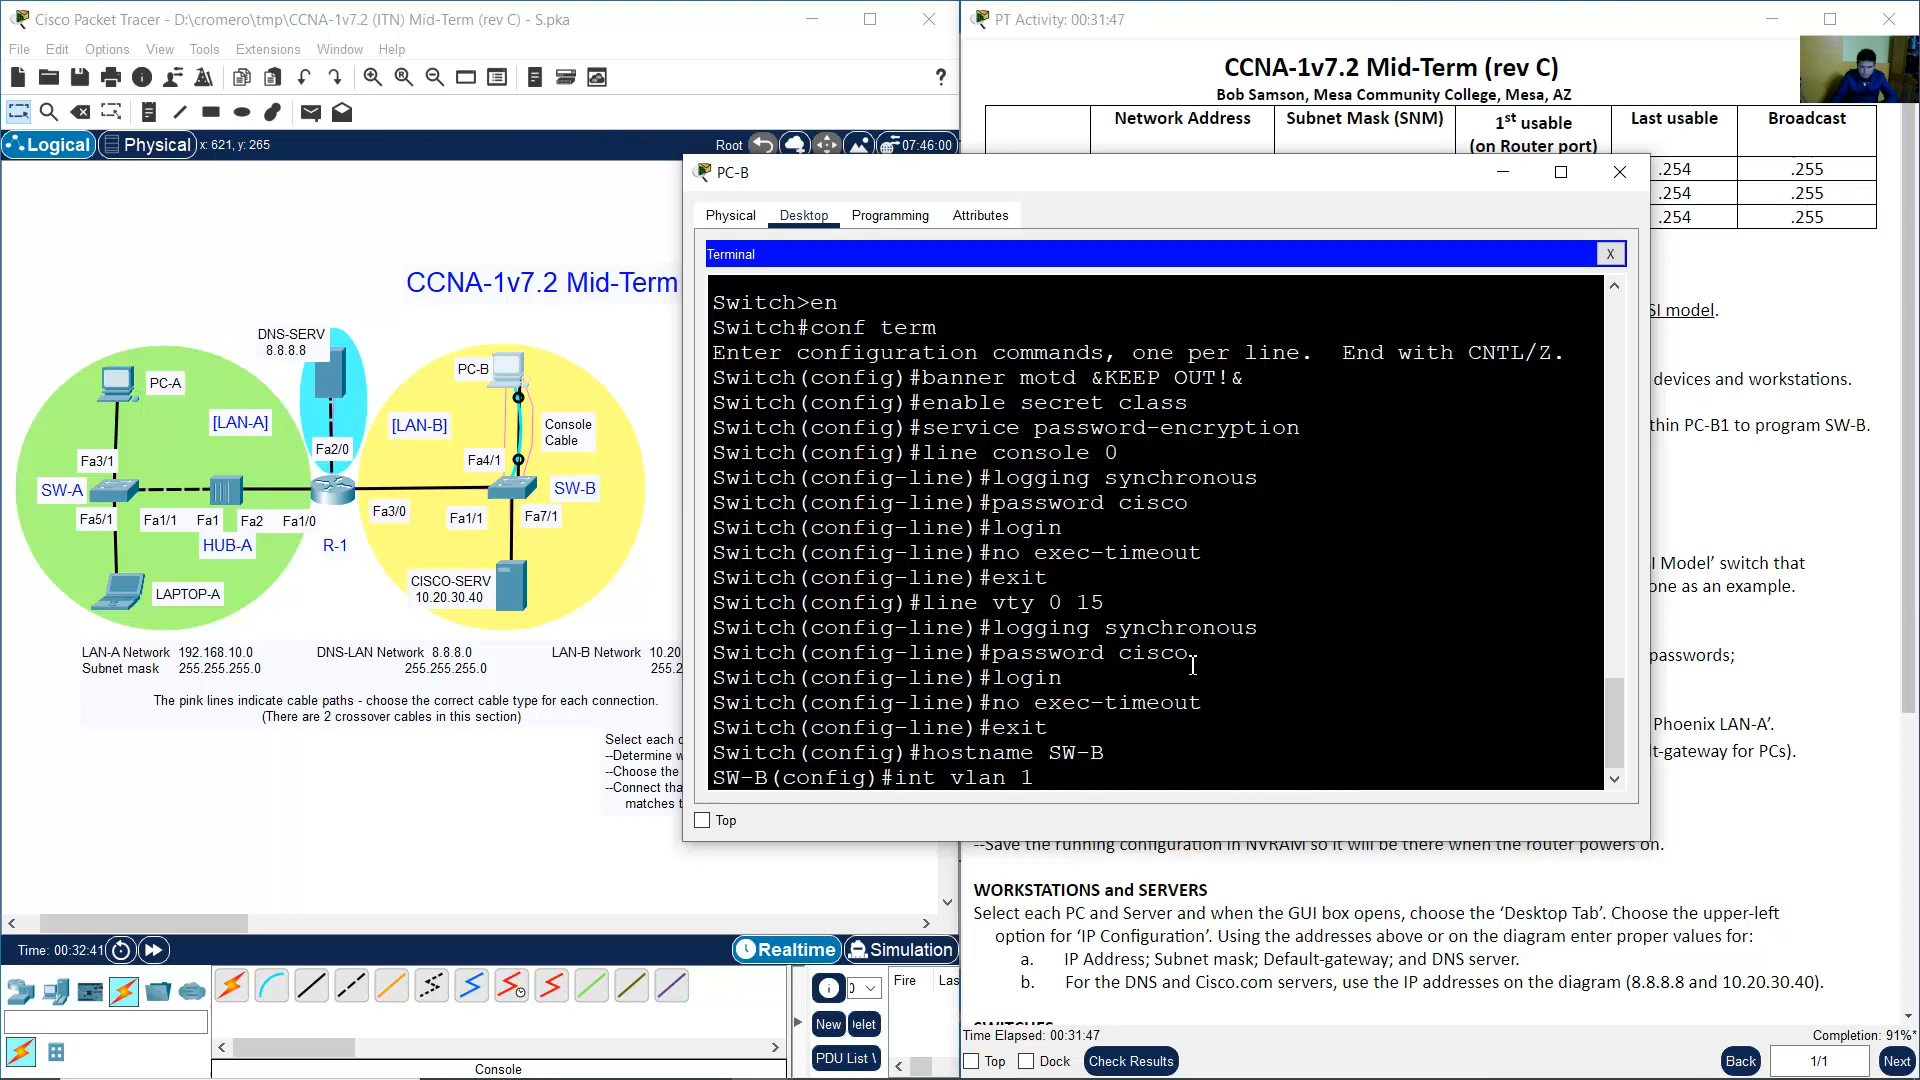 Cisco Packet Tracer - D:\cromero\tmp\CCNA-1v7.2 (ITN) Mid-Term (rev C) - S.pka
File Edit Options View Tools Extensions Window Help
Logical Physical x: 621, y: 265
Root 07:46:00
CCNA-1v7.2 Mid-Term
DNS-SERV
8.8.8.8
PC-A
[LAN-A]
PC-B
[LAN-B]
Console
Cable
Fa3/1
Fa2/0
Fa4/1
SW-A
SW-B
Fa5/1
Fa1/1
Fa1
Fa2
Fa1/0
Fa3/0
Fa1/1
Fa7/1
HUB-A
R-1
CISCO-SERV
10.20.30.40
LAPTOP-A
LAN-A Network 192.168.10.0 DNS-LAN Network 8.8.8.0 LAN-B Network 10.20
Subnet mask 255.255.255.0 255.255.255.0 255.2
The pink lines indicate cable paths - choose the correct cable type for each connection.
(There are 2 crossover cables in this section)
Select each
--Determine
--Choose the
--Connect
matches
Time: 00:32:41
Realtime Simulation
Fire Las
0
New
elet
PDU List
Console
PT Activity: 00:31:47
CCNA-1v7.2 Mid-Term (rev C)
Bob Samson, Mesa Community College, Mesa, AZ
Network Address Subnet Mask (SNM) 1st usable Last usable Broadcast
(on Router port)
.254 .255
.254 .255
.254 .255
SI model.
devices and workstations.
thin PC-B1 to program SW-B.
I Model’ switch that
one as an example.
passwords;
Phoenix LAN-A’.
t-gateway for PCs).
--Save the running configuration in NVRAM so it will be there when the router powers on.
WORKSTATIONS and SERVERS
Select each PC and Server and when the GUI box opens, choose the ‘Desktop Tab’. Choose the upper-left
option for ‘IP Configuration’. Using the addresses above or on the diagram enter proper values for:
a. IP Address; Subnet mask; Default-gateway; and DNS server.
b. For the DNS and Cisco.com servers, use the IP addresses on the diagram (8.8.8.8 and 10.20.30.40).
SWITCHES
Time Elapsed: 00:31:47 Completion: 91%*
Top Dock Check Results Back 1/1 Next
PC-B
Physical Desktop Programming Attributes
Terminal X
Switch>en
Switch#conf term
Enter configuration commands, one per line. End with CNTL/Z.
Switch(config)#banner motd &KEEP OUT!&
Switch(config)#enable secret class
Switch(config)#service password-encryption
Switch(config)#line console 0
Switch(config-line)#logging synchronous
Switch(config-line)#password cisco
Switch(config-line)#login
Switch(config-line)#no exec-timeout
Switch(config-line)#exit
Switch(config)#line vty 0 15
Switch(config-line)#logging synchronous
Switch(config-line)#password cisco
Switch(config-line)#login
Switch(config-line)#no exec-timeout
Switch(config-line)#exit
Switch(config)#hostname SW-B
SW-B(config)#int vlan 1
Top